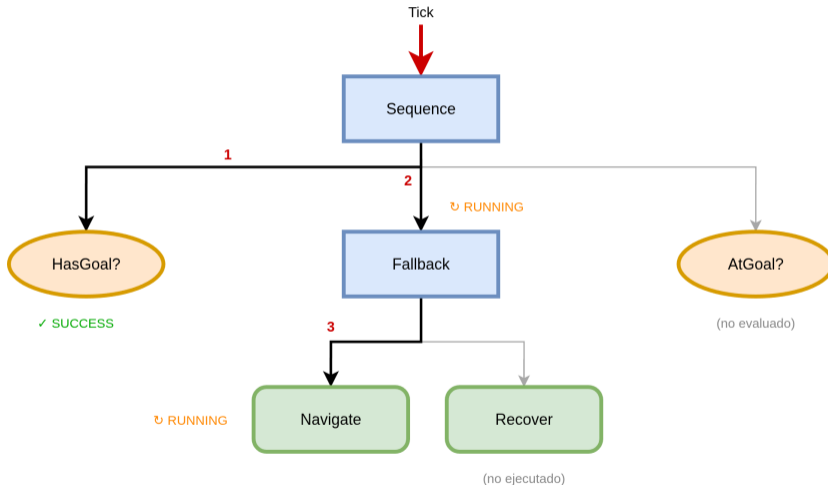 Tick
Sequence
1
2
↻ RUNNING
HasGoal?
Fallback
AtGoal?
✓ SUCCESS
(no evaluado)
3
↻ RUNNING
Navigate
Recover
(no ejecutado)